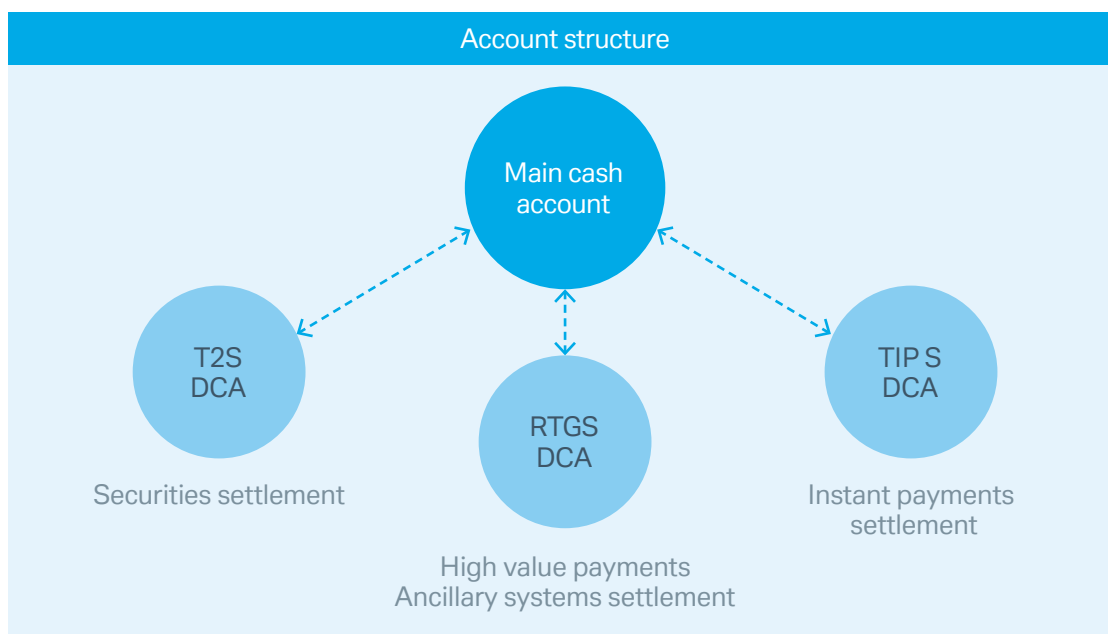 Account structure
Main cash
account
T2S
DCA
RTGS
DCA
TIP S
DCA
Securities settlement
High value payments
Ancillary systems settlement
Instant payments
settlement